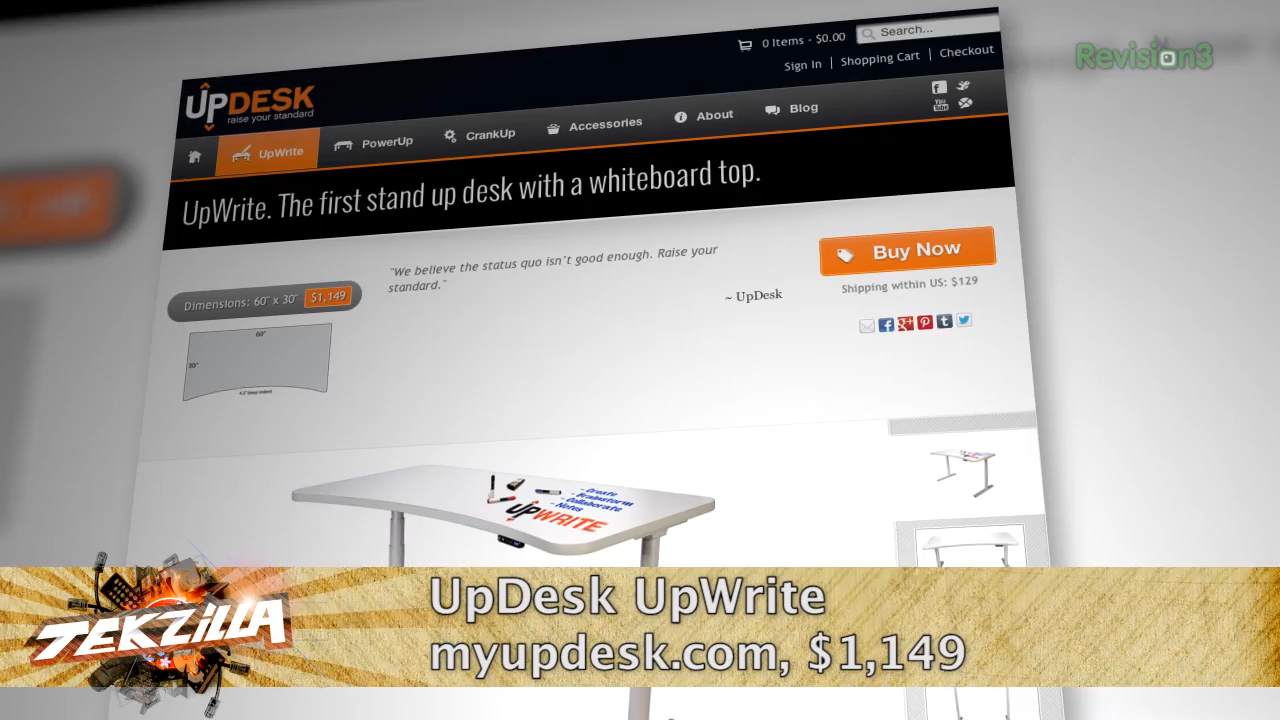 0 Items - $0.00
Search...
Revision3
Sign In | Shopping Cart | Checkout
UPDESK
raise your standard
UpWrite
PowerUp
CrankUp
Accessories
About
Blog
You Tube
UpWrite. The first stand up desk with a whiteboard top.
Dimensions: 60" x 30" $1,149
"We believe the status quo isn't good enough. Raise your
standard."
~ UpDesk
Buy Now
Shipping within US: $129
60"
30"
- Create
- Brainstorm
- Collaborate
- Notes
UPWRITE
TEKZILLA
UpDesk UpWrite
myupdesk.com, $1,149